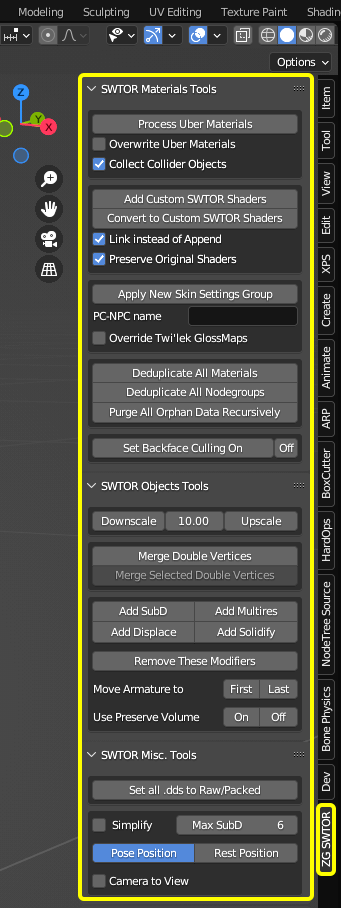 Sculpting UV Editing Texture Paint Shadin
Options
SWTOR Materials Tools
Process Uber Materials
Overwrite Uber Materials
Collect Collider Objects
Add Custom SWTOR Shaders
Convert to Custom SWTOR Shaders
Link instead of Append
Preserve Original Shaders
Apply New Skin Settings Group
PC-NPC name
Override Twi'lek GlossMaps
Deduplicate All Materials
Deduplicate All Nodegroups
Purge All Orphan Data Recursively
Set Backface Culling On Off
SWTOR Objects Tools
Downscale 10.00 Upscale
Merge Double Vertices
Merge Selected Double Vertices
Add SubD Add Multires
Add Displace Add Solidify
Remove These Modifiers
Move Armature to First Last
Use Preserve Volume On Off
SWTOR Misc. Tools
Set all .dds to Raw/Packed
Simplify Max SubD 6
Pose Position Rest Position
Camera to View
Z
Y
X
Item
Tool
View
Edit
XPS
Create
Animate
ARP
BoxCutter
HardOps
NodeTree Source
Bone Physics
Dev
ZG SWTOR